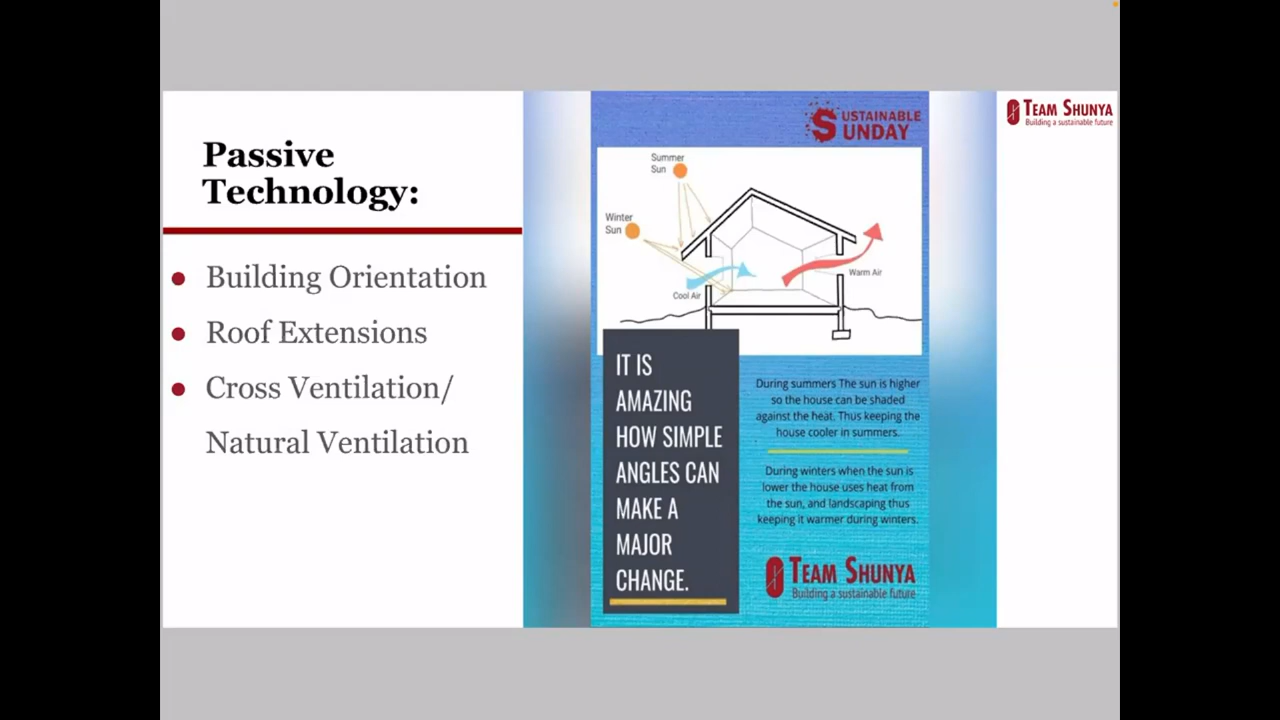 Passive
Technology:
● Building Orientation
● Roof Extensions
● Cross Ventilation/
Natural Ventilation
SUSTAINABLE
SUNDAY
Summer
Sun
Winter
Sun
Cool Air
Warm Air
IT IS
AMAZING
HOW SIMPLE
ANGLES CAN
MAKE A
MAJOR
CHANGE.
During summers The sun is higher
so the house can be shaded
against the heat. Thus keeping the
house cooler in summers.
During winters when the sun is
lower the house uses heat from
the sun, and landscaping thus
keeping it warmer during winters.
TEAM SHUNYA
Building a sustainable future
TEAM SHUNYA
Building a sustainable future